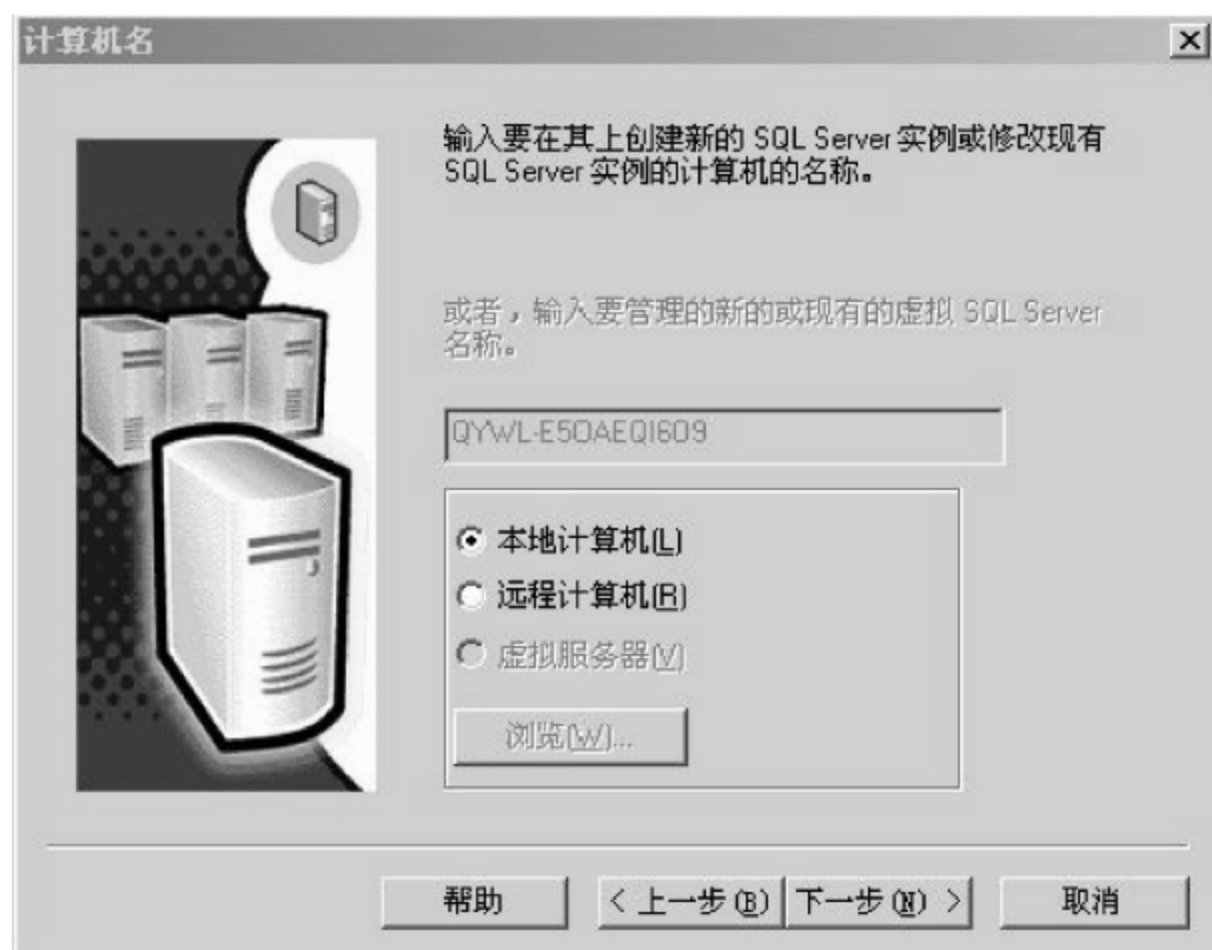 计算机名
输入要在其上创建新的 SQL Server 实例或修改现有
SQL Server 实例的计算机的名称。
或者，输入要管理的新的或现有的虚拟 SQL Server
名称。
QYWL-E50AEQI609
本地计算机(L)
远程计算机(R)
虚拟服务器(V)
浏览(W)...
帮助
< 上一步(B)
下一步(N) >
取消